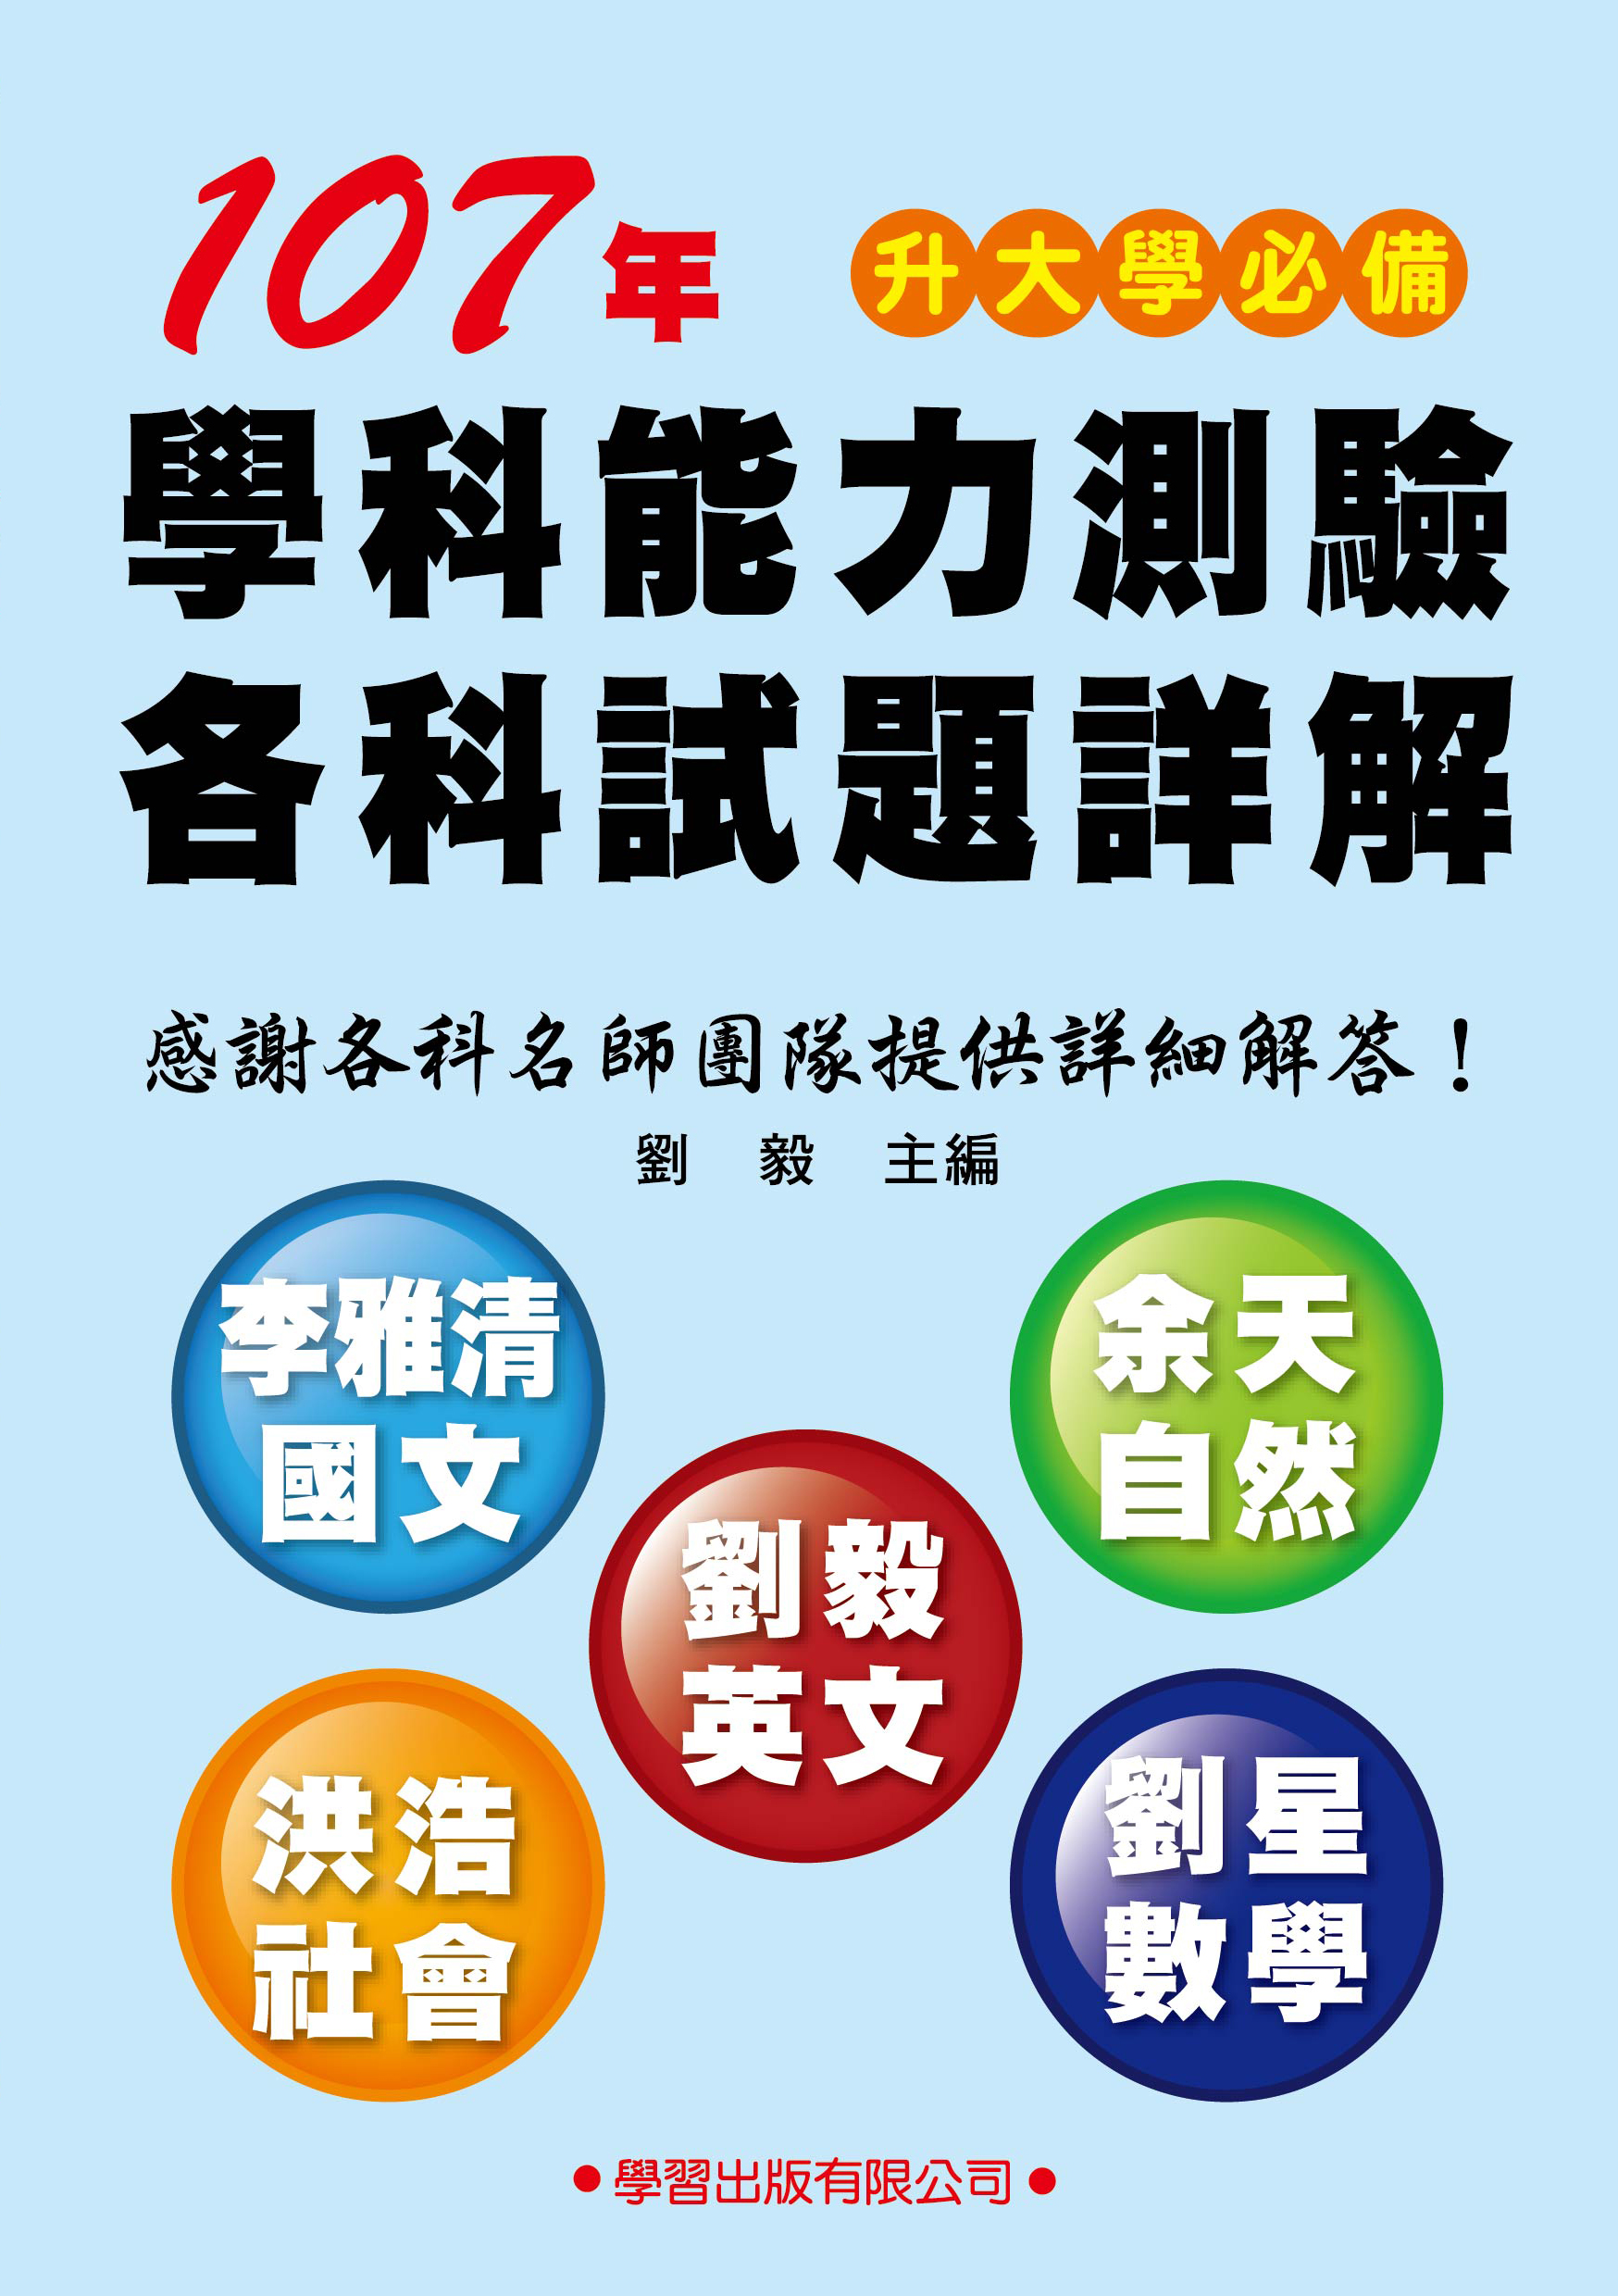 107年
升大學必備
學科能力測驗
各科試題詳解
感謝各科名師團隊提供詳細解答！
劉 毅 主編
李雅清
國文
余天
自然
劉毅
英文
洪浩
社會
劉星
數學
●學習出版有限公司●